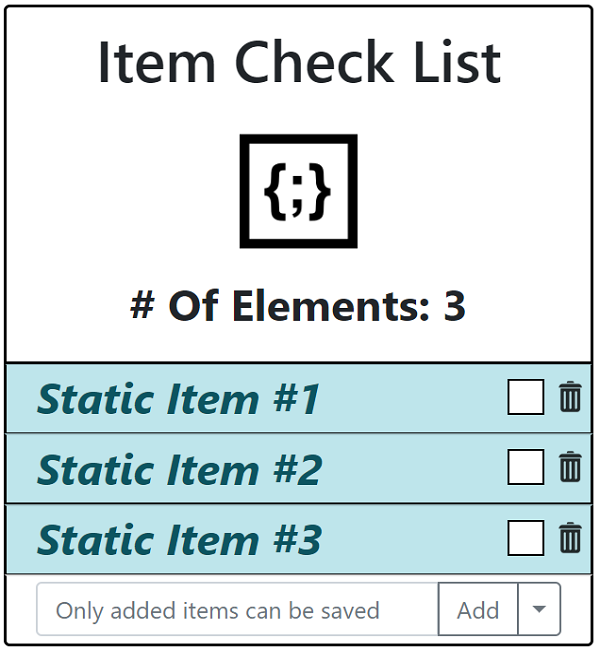 Item Check List
{;}
# Of Elements: 3
Static Item #1
Static Item #2
Static Item #3
Only added items can be saved Add